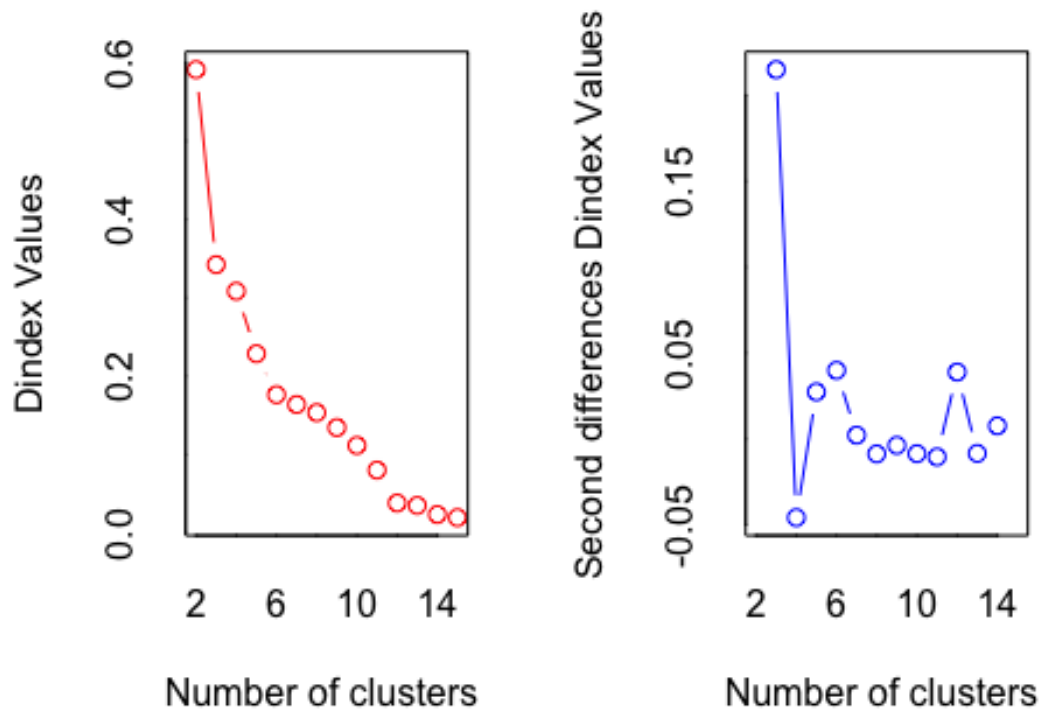 Dindex Values
0.6
0.4
0.2
0.0
2 6 10 14
Number of clusters
Second differences Dindex Values
0.15
0.05
-0.05
2 6 10 14
Number of clusters